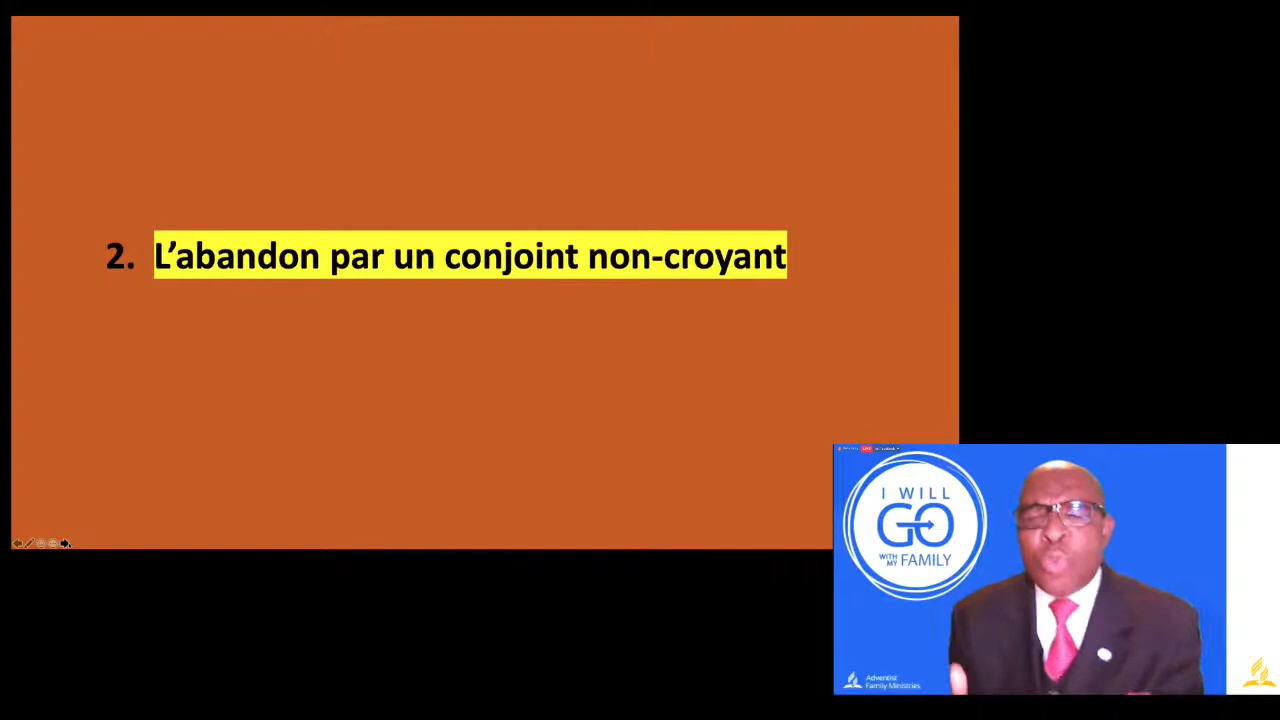 2. L’abandon par un conjoint non-croyant
I WILL
GO
WITH MY FAMILY
Adventist
Family Ministries